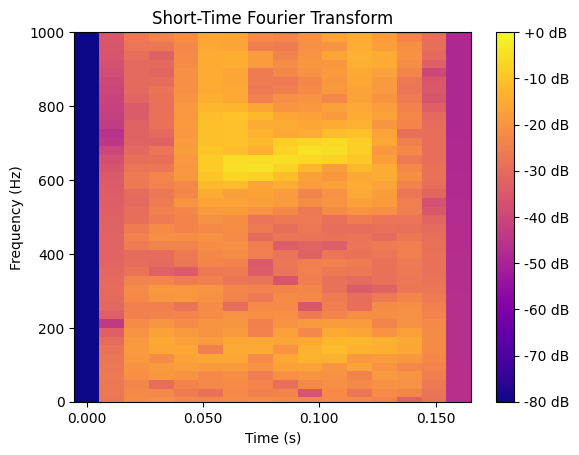 Short-Time Fourier Transform
Frequency (Hz)
1000
800
600
400
200
0
0.000
0.050
0.100
0.150
Time (s)
+0 dB
-10 dB
-20 dB
-30 dB
-40 dB
-50 dB
-60 dB
-70 dB
-80 dB